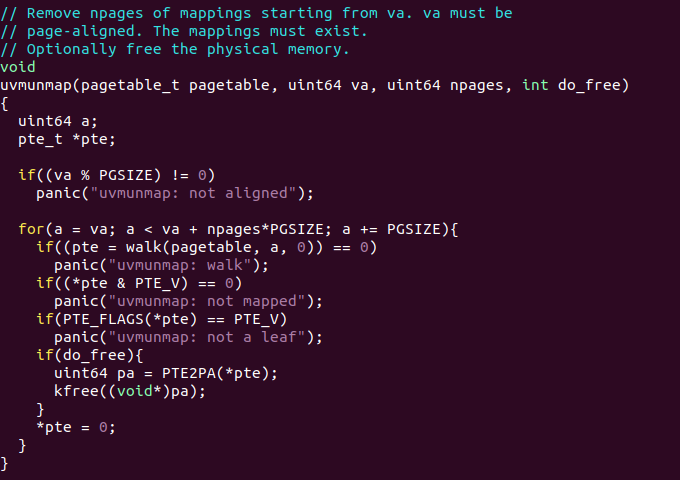 // Remove npages of mappings starting from va. va must be
// page-aligned. The mappings must exist.
// Optionally free the physical memory.
void
uvmunmap(pagetable_t pagetable, uint64 va, uint64 npages, int do_free)
{
  uint64 a;
  pte_t *pte;

  if((va % PGSIZE) != 0)
    panic("uvmunmap: not aligned");

  for(a = va; a < va + npages*PGSIZE; a += PGSIZE){
    if((pte = walk(pagetable, a, 0)) == 0)
      panic("uvmunmap: walk");
    if((*pte & PTE_V) == 0)
      panic("uvmunmap: not mapped");
    if(PTE_FLAGS(*pte) == PTE_V)
      panic("uvmunmap: not a leaf");
    if(do_free){
      uint64 pa = PTE2PA(*pte);
      kfree((void*)pa);
    }
    *pte = 0;
  }
}